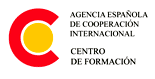 AGENCIA ESPAÑOLA
DE COOPERACIÓN
INTERNACIONAL
CENTRO
DE FORMACIÓN